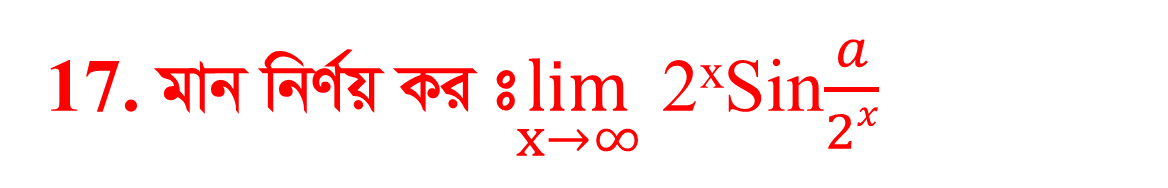 17. মান নির্ণয় কর ঃ lim x→∞ 2ˣSin a/2ˣ